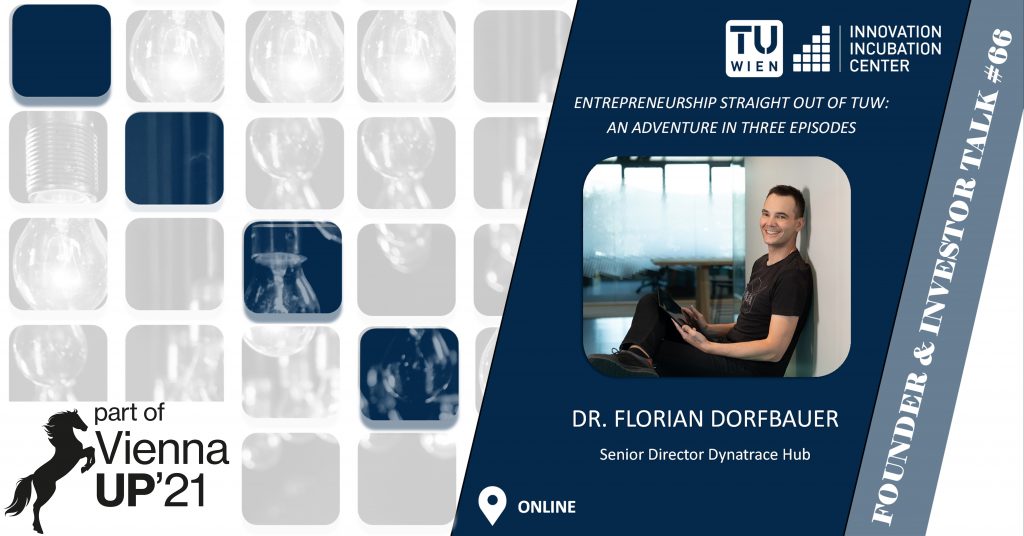 TU
WIEN
INNOVATION
INCUBATION
CENTER
ENTREPRENEURSHIP STRAIGHT OUT OF TUW:
AN ADVENTURE IN THREE EPISODES
DR. FLORIAN DORFBAUER
Senior Director Dynatrace Hub
ONLINE
FOUNDER & INVESTOR TALK #66
part of
Vienna
UP'21